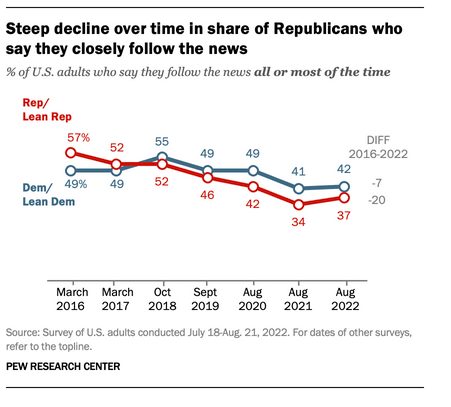 Steep decline over time in share of Republicans who
say they closely follow the news
% of U.S. adults who say they follow the news all or most of the time
Rep/
Lean Rep
57%
52
55
49
49
41
42
DIFF
2016-2022
-7
-20
Dem/
Lean Dem
49%
49
52
46
42
34
37
March
2016
March
2017
Oct
2018
Sept
2019
Aug
2020
Aug
2021
Aug
2022
Source: Survey of U.S. adults conducted July 18-Aug. 21, 2022. For dates of other surveys,
refer to the topline.
PEW RESEARCH CENTER